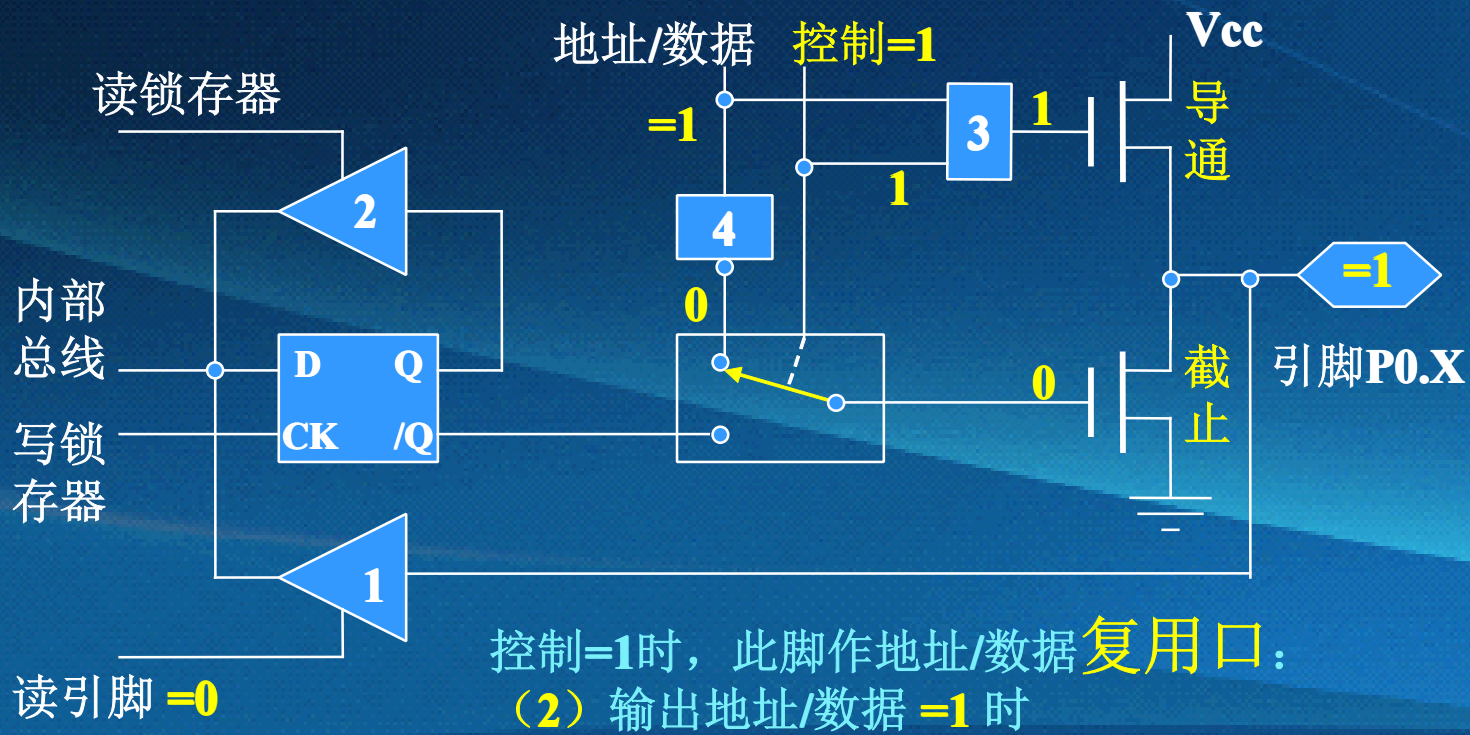 地址/数据 控制=1 Vcc
读锁存器
=1
3
1
导通
1
2
4
0
内部总线
D Q
CK /Q
写锁存器
0
截止
=1
引脚P0.X
1
读引脚 =0
控制=1时，此脚作地址/数据复用口：
（2）输出地址/数据 =1 时